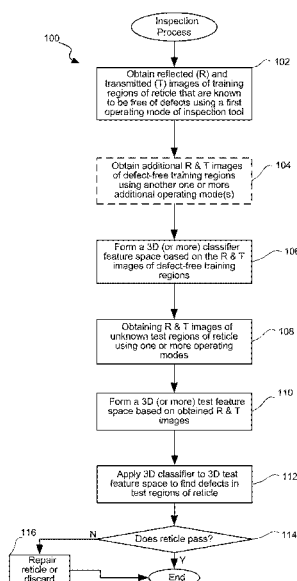 Inspection
Process
100
102
Obtain reflected (R) and
transmitted (T) images of training
regions of reticle that are known
to be free of defects using a first
operating mode of inspection tool
104
Obtain additional R & T images
of defect-free training regions
using another one or more
additional operating mode(s)
106
Form a 3D (or more) classifier
feature space based on the R & T
images of defect-free training
regions
108
Obtaining R & T images of
unknown test regions of reticle
using one or more operating
modes
110
Form a 3D (or more) test feature
space based on obtained R & T
images
112
Apply 3D classifier to 3D test
feature space to find defects in
test regions of reticle
114
Does reticle pass?
N
Y
116
Repair
reticle or
discard
End